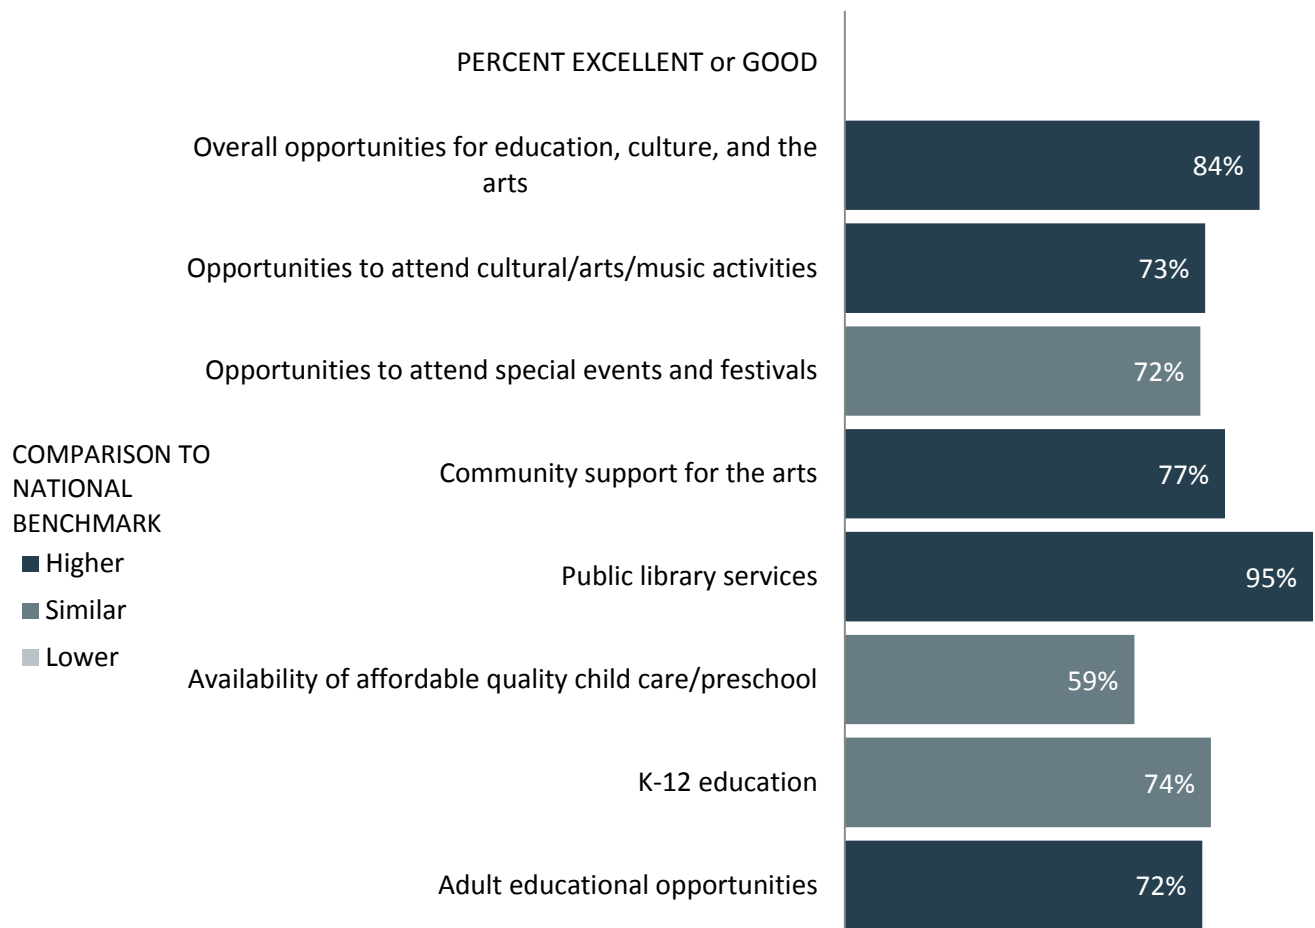 PERCENT EXCELLENT or GOOD
Overall opportunities for education, culture, and the
arts
84%
Opportunities to attend cultural/arts/music activities
73%
Opportunities to attend special events and festivals
72%
Community support for the arts
77%
Public library services
95%
Availability of affordable quality child care/preschool
59%
K-12 education
74%
Adult educational opportunities
72%
COMPARISON TO
NATIONAL
BENCHMARK
Higher
Similar
Lower